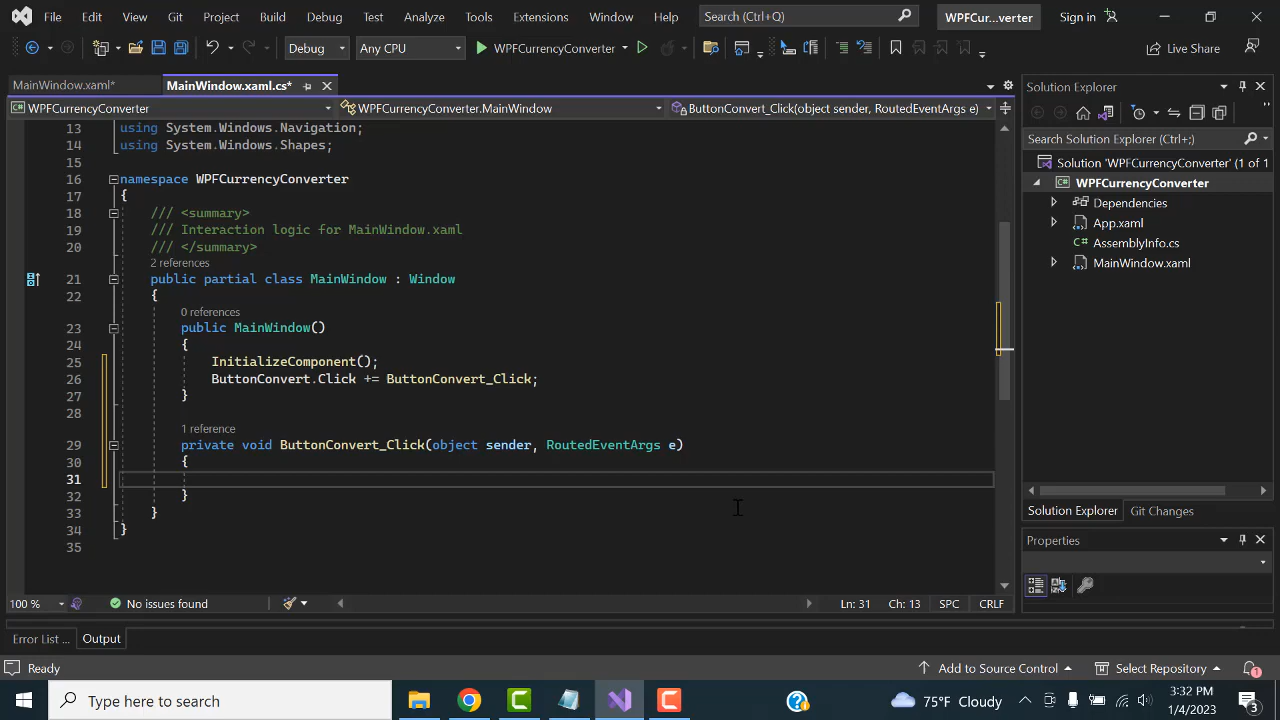 File Edit View Git Project Build Debug Test Analyze Tools Extensions Window Help Search (Ctrl+Q) WPFCur...verter Sign in
Debug Any CPU WPFCurrencyConverter Live Share
MainWindow.xaml* MainWindow.xaml.cs*
WPFCurrencyConverter WPFCurrencyConverter.MainWindow ButtonConvert_Click(object sender, RoutedEventArgs e)
13 using System.Windows.Navigation;
14 using System.Windows.Shapes;
15
16 namespace WPFCurrencyConverter
17 {
18 /// <summary>
19 /// Interaction logic for MainWindow.xaml
20 /// </summary>
2 references
21 public partial class MainWindow : Window
22 {
0 references
23 public MainWindow()
24 {
25 InitializeComponent();
26 ButtonConvert.Click += ButtonConvert_Click;
27 }
28
1 reference
29 private void ButtonConvert_Click(object sender, RoutedEventArgs e)
30 {
31
32 }
33 }
34 }
35
100 % No issues found Ln: 31 Ch: 13 SPC CRLF
Solution Explorer
Search Solution Explorer (Ctrl+;)
Solution 'WPFCurrencyConverter' (1 of 1
WPFCurrencyConverter
Dependencies
App.xaml
AssemblyInfo.cs
MainWindow.xaml
Solution Explorer Git Changes
Properties
Error List ... Output
Ready Add to Source Control Select Repository 1
Type here to search 75°F Cloudy 3:32 PM
1/4/2023 3